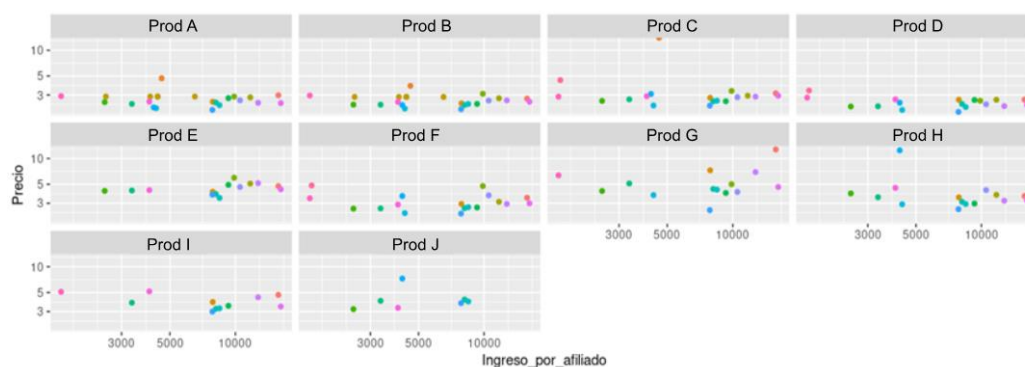 Prod A Prod B Prod C Prod D
10
5
3
Prod E Prod F Prod G Prod H
10
5
3
3000 5000 10000 3000 5000 10000
Prod I Prod J
10
5
3
3000 5000 10000 3000 5000 10000
Precio
Ingreso_por_afiliado